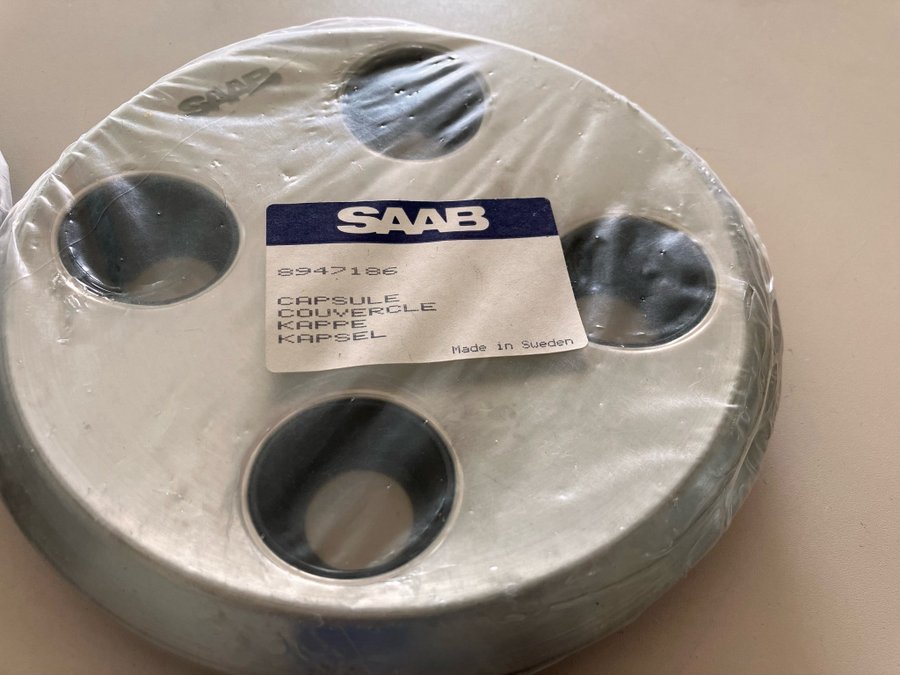 SAAB
SAAB
8947186
CAPSULE
COUVERCLE
KAPPE
KAPSEL
Made in Sweden